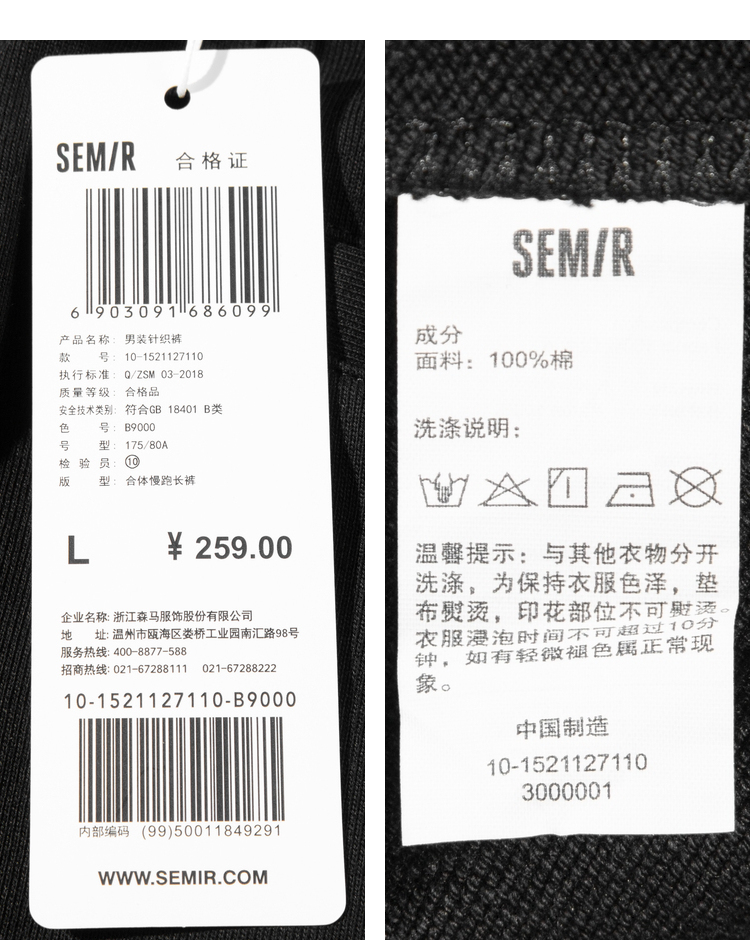 SEMIR 合格证
6 903091 686099
产品名称: 男装针织裤
款 号: 10-1521127110
执行标准: Q/ZSM 03-2018
质量等级: 合格品
安全技术类别: 符合GB 18401 B类
色 号: B9000
号 型: 175/80A
检 验 员: ⑩
版 型: 合体慢跑长裤
L ¥ 259.00
企业名称: 浙江森马服饰股份有限公司
地 址: 温州市瓯海区娄桥工业园南汇路98号
服务热线: 400-8877-588
招商热线: 021-67288111 021-67288222
10-1521127110-B9000
内部编码 (99)50011849291
WWW.SEMIR.COM
SEMIR
成分
面料: 100%棉
洗涤说明:
温馨提示: 与其他衣物分开
洗涤。为保持衣服色泽, 垫
布熨烫, 印花部位不可熨烫。
衣服浸泡时间不可超过10分
钟, 如有轻微褪色属正常现
象。
中国制造
10-1521127110
3000001